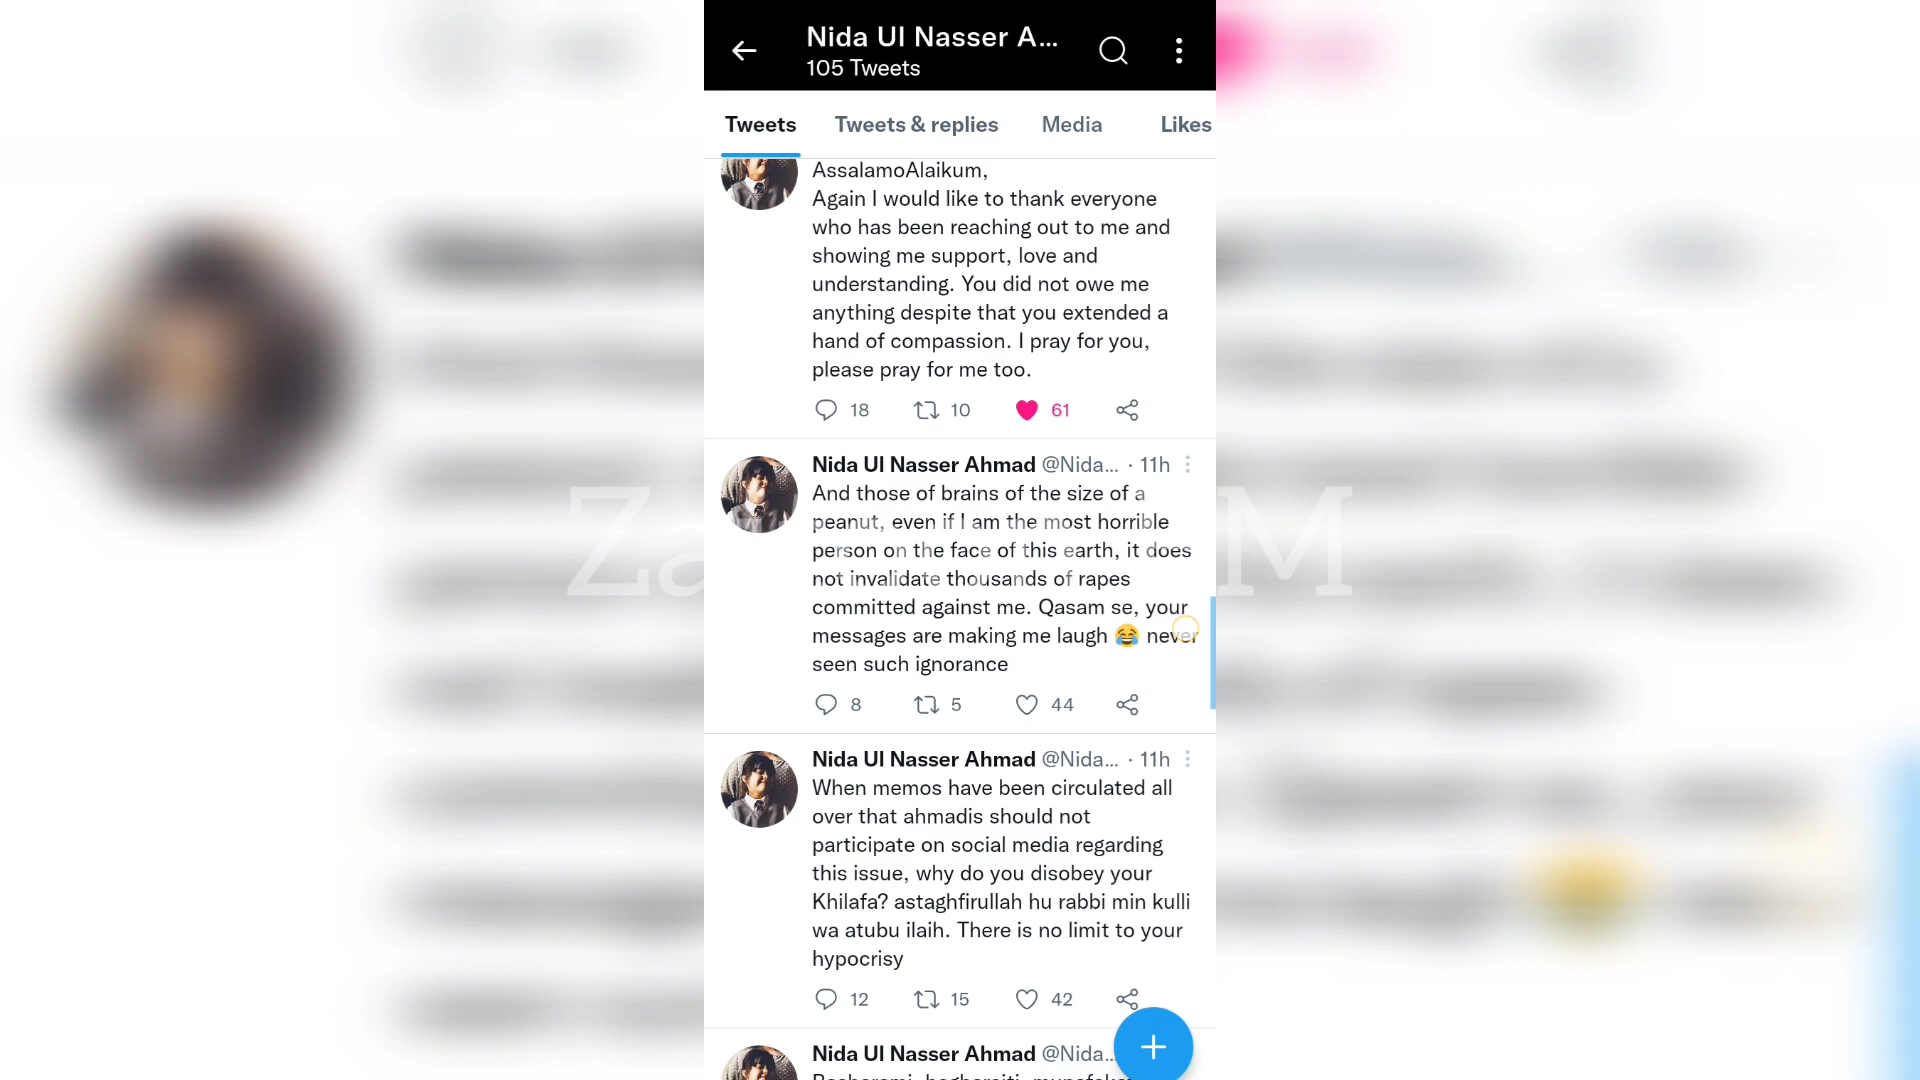 Nida Ul Nasser A...
105 Tweets
Tweets
Tweets & replies
Media
Likes
AssalamoAlaikum,
Again I would like to thank everyone
who has been reaching out to me and
showing me support, love and
understanding. You did not owe me
anything despite that you extended a
hand of compassion. I pray for you,
please pray for me too.
18 10 61
Nida Ul Nasser Ahmad @Nida... · 11h
And those of brains of the size of a
peanut, even if I am the most horrible
person on the face of this earth, it does
not invalidate thousands of rapes
committed against me. Qasam se, your
messages are making me laugh 😂 never
seen such ignorance
8 5 44
Nida Ul Nasser Ahmad @Nida... · 11h
When memos have been circulated all
over that ahmadis should not
participate on social media regarding
this issue, why do you disobey your
Khilafa? astaghfirullah hu rabbi min kulli
wa atubu ilaih. There is no limit to your
hypocrisy
12 15 42
Nida Ul Nasser Ahmad @Nida...